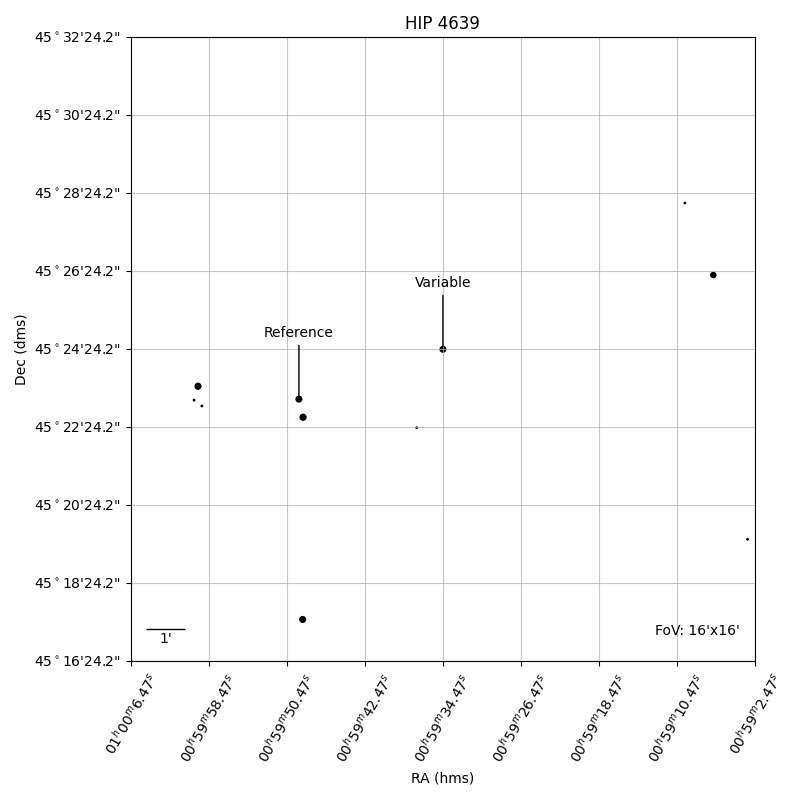 HIP 4639
45°32'24.2"
45°30'24.2"
45°28'24.2"
45°26'24.2"
45°24'24.2"
45°22'24.2"
45°20'24.2"
45°18'24.2"
45°16'24.2"
Dec (dms)
Variable
Reference
1'
FoV: 16'x16'
01ʰ00ᵐ6.47ˢ
00ʰ59ᵐ58.47ˢ
00ʰ59ᵐ50.47ˢ
00ʰ59ᵐ42.47ˢ
00ʰ59ᵐ34.47ˢ
00ʰ59ᵐ26.47ˢ
00ʰ59ᵐ18.47ˢ
00ʰ59ᵐ10.47ˢ
00ʰ59ᵐ2.47ˢ
RA (hms)